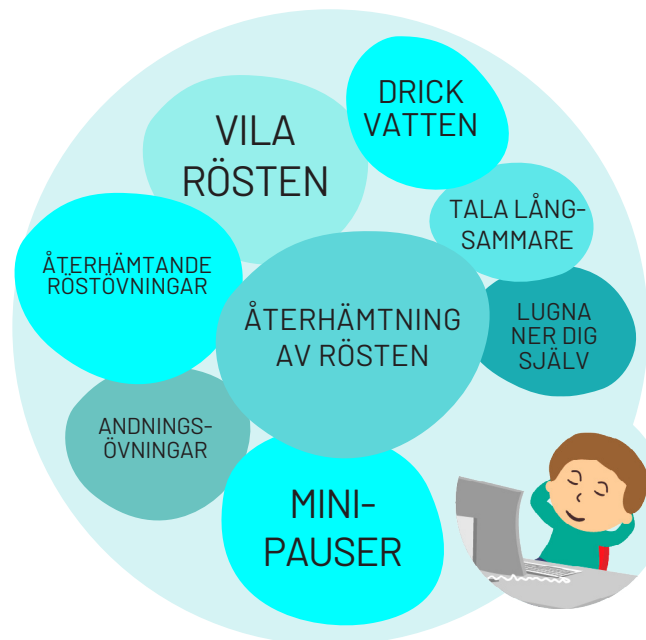 DRICK
VATTEN
VILA
RÖSTEN
TALA LÅNG-
SAMMARE
ÅTERHÄMTANDE
RÖSTÖVNINGAR
ÅTERHÄMTNING
AV RÖSTEN
LUGNA
NER DIG
SJÄLV
ANDNINGS-
ÖVNINGAR
MINI-
PAUSER